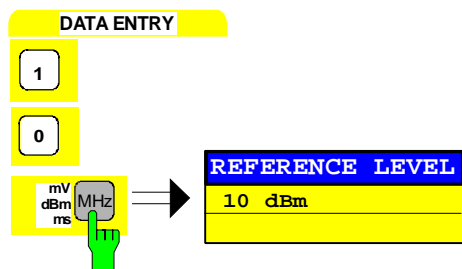 DATA ENTRY
1
0
mV
dBm
ms
MHz
REFERENCE LEVEL
10 dBm